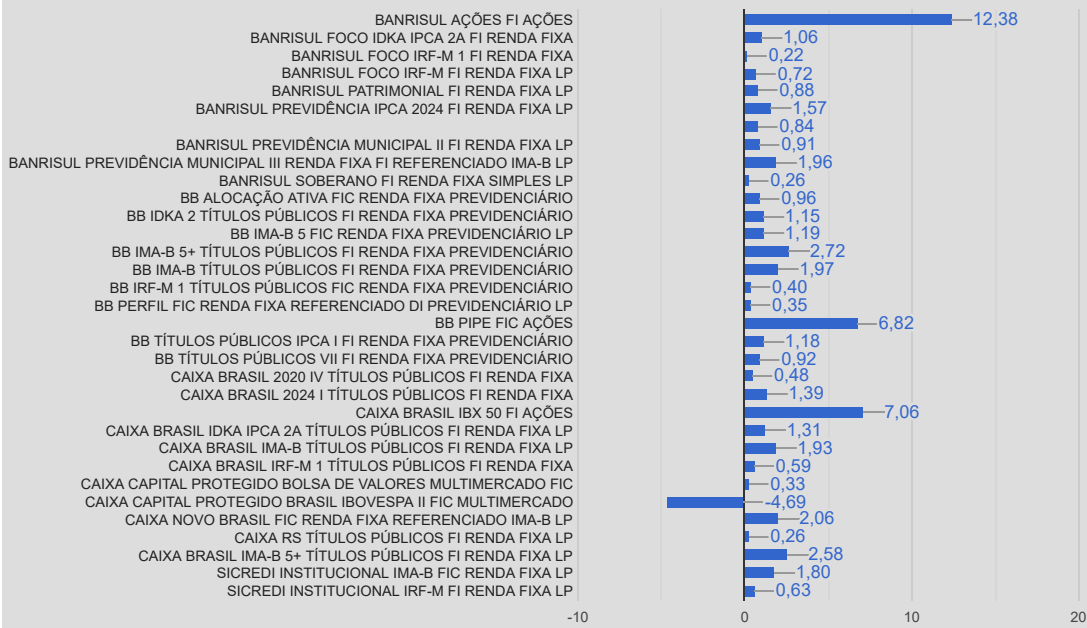 BANRISUL AÇÕES FI AÇÕES 12,38
BANRISUL FOCO IDKA IPCA 2A FI RENDA FIXA 1,06
BANRISUL FOCO IRF-M 1 FI RENDA FIXA 0,22
BANRISUL FOCO IRF-M FI RENDA FIXA LP 0,72
BANRISUL PATRIMONIAL FI RENDA FIXA LP 0,88
BANRISUL PREVIDÊNCIA IPCA 2024 FI RENDA FIXA LP 1,57
0,84
BANRISUL PREVIDÊNCIA MUNICIPAL II FI RENDA FIXA LP 0,91
BANRISUL PREVIDÊNCIA MUNICIPAL III RENDA FIXA FI REFERENCIADO IMA-B LP 1,96
BANRISUL SOBERANO FI RENDA FIXA SIMPLES LP 0,26
BB ALOCAÇÃO ATIVA FIC RENDA FIXA PREVIDENCIÁRIO 0,96
BB IDKA 2 TÍTULOS PÚBLICOS FI RENDA FIXA PREVIDENCIÁRIO 1,15
BB IMA-B 5 FIC RENDA FIXA PREVIDENCIÁRIO LP 1,19
BB IMA-B 5+ TÍTULOS PÚBLICOS FI RENDA FIXA PREVIDENCIÁRIO 2,72
BB IMA-B TÍTULOS PÚBLICOS FI RENDA FIXA PREVIDENCIÁRIO 1,97
BB IRF-M 1 TÍTULOS PÚBLICOS FIC RENDA FIXA PREVIDENCIÁRIO 0,40
BB PERFIL FIC RENDA FIXA REFERENCIADO DI PREVIDENCIÁRIO LP 0,35
BB PIPE FIC AÇÕES 6,82
BB TÍTULOS PÚBLICOS IPCA I FI RENDA FIXA PREVIDENCIÁRIO 1,18
BB TÍTULOS PÚBLICOS VII FI RENDA FIXA PREVIDENCIÁRIO 0,92
CAIXA BRASIL 2020 IV TÍTULOS PÚBLICOS FI RENDA FIXA 0,48
CAIXA BRASIL 2024 I TÍTULOS PÚBLICOS FI RENDA FIXA 1,39
CAIXA BRASIL IBX 50 FI AÇÕES 7,06
CAIXA BRASIL IDKA IPCA 2A TÍTULOS PÚBLICOS FI RENDA FIXA LP 1,31
CAIXA BRASIL IMA-B TÍTULOS PÚBLICOS FI RENDA FIXA LP 1,93
CAIXA BRASIL IRF-M 1 TÍTULOS PÚBLICOS FI RENDA FIXA 0,59
CAIXA CAPITAL PROTEGIDO BOLSA DE VALORES MULTIMERCADO FIC 0,33
CAIXA CAPITAL PROTEGIDO BRASIL IBOVESPA II FIC MULTIMERCADO -4,69
CAIXA NOVO BRASIL FIC RENDA FIXA REFERENCIADO IMA-B LP 2,06
CAIXA RS TÍTULOS PÚBLICOS FI RENDA FIXA LP 0,26
CAIXA BRASIL IMA-B 5+ TÍTULOS PÚBLICOS FI RENDA FIXA LP 2,58
SICREDI INSTITUCIONAL IMA-B FIC RENDA FIXA LP 1,80
SICREDI INSTITUCIONAL IRF-M FI RENDA FIXA LP 0,63
-10 0 10 20